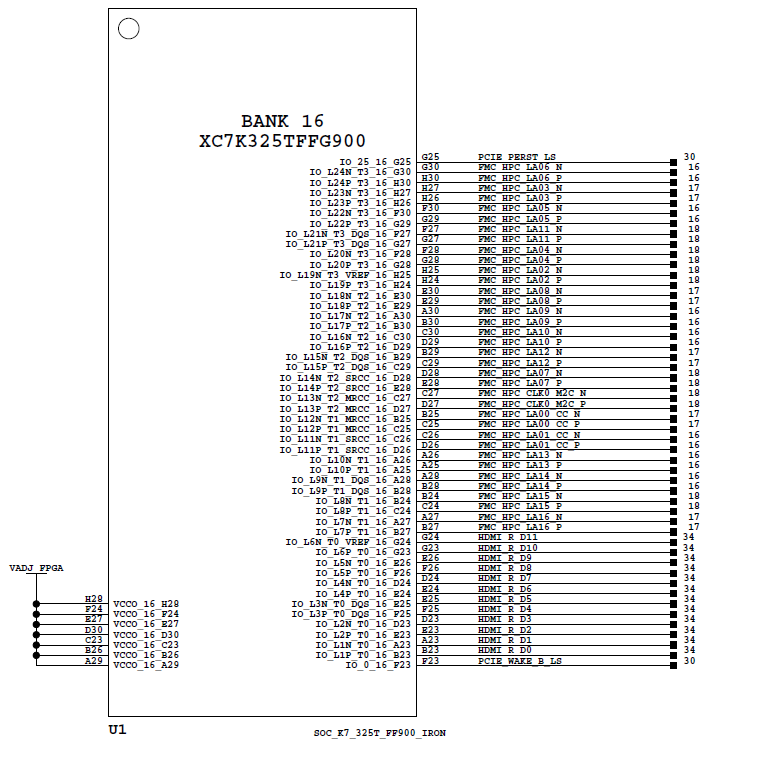 BANK 16
XC7K325TFFG900
IO_25_16_G25 G25 PCIE_PERST_LS 30
IO_L24N_T3_16_G30 G30 FMC_HPC_LA06_N 16
IO_L24P_T3_16_H30 H30 FMC_HPC_LA06_P 16
IO_L23N_T3_16_H27 H27 FMC_HPC_LA03_N 17
IO_L23P_T3_16_H26 H26 FMC_HPC_LA03_P 17
IO_L22N_T3_16_F30 F30 FMC_HPC_LA05_N 16
IO_L22P_T3_16_G29 G29 FMC_HPC_LA05_P 16
IO_L21N_T3_DQS_16_F27 F27 FMC_HPC_LA11_N 18
IO_L21P_T3_DQS_16_G27 G27 FMC_HPC_LA11_P 18
IO_L20N_T3_16_F28 F28 FMC_HPC_LA04_N 18
IO_L20P_T3_16_G28 G28 FMC_HPC_LA04_P 18
IO_L19N_T3_VREF_16_H25 H25 FMC_HPC_LA02_N 18
IO_L19P_T3_16_H24 H24 FMC_HPC_LA02_P 18
IO_L18N_T2_16_E30 E30 FMC_HPC_LA08_N 17
IO_L18P_T2_16_E29 E29 FMC_HPC_LA08_P 17
IO_L17N_T2_16_A30 A30 FMC_HPC_LA09_N 16
IO_L17P_T2_16_B30 B30 FMC_HPC_LA09_P 16
IO_L16N_T2_16_C30 C30 FMC_HPC_LA10_N 16
IO_L16P_T2_16_D29 D29 FMC_HPC_LA10_P 16
IO_L15N_T2_DQS_16_B29 B29 FMC_HPC_LA12_N 17
IO_L15P_T2_DQS_16_C29 C29 FMC_HPC_LA12_P 17
IO_L14N_T2_SRCC_16_D28 D28 FMC_HPC_LA07_N 18
IO_L14P_T2_SRCC_16_E28 E28 FMC_HPC_LA07_P 18
IO_L13N_T2_MRCC_16_C27 C27 FMC_HPC_CLK0_M2C_N 18
IO_L13P_T2_MRCC_16_D27 D27 FMC_HPC_CLK0_M2C_P 18
IO_L12N_T1_MRCC_16_B25 B25 FMC_HPC_LA00_CC_N 17
IO_L12P_T1_MRCC_16_C25 C25 FMC_HPC_LA00_CC_P 17
IO_L11N_T1_SRCC_16_C26 C26 FMC_HPC_LA01_CC_N 16
IO_L11P_T1_SRCC_16_D26 D26 FMC_HPC_LA01_CC_P 16
IO_L10N_T1_16_A26 A26 FMC_HPC_LA13_N 16
IO_L10P_T1_16_A25 A25 FMC_HPC_LA13_P 16
IO_L9N_T1_DQS_16_A28 A28 FMC_HPC_LA14_N 16
IO_L9P_T1_DQS_16_B28 B28 FMC_HPC_LA14_P 16
IO_L8N_T1_16_B24 B24 FMC_HPC_LA15_N 18
IO_L8P_T1_16_C24 C24 FMC_HPC_LA15_P 18
IO_L7N_T1_16_A27 A27 FMC_HPC_LA16_N 17
IO_L7P_T1_16_B27 B27 FMC_HPC_LA16_P 17
IO_L6N_T0_VREF_16_G24 G24 HDMI_R_D11 34
IO_L6P_T0_16_G23 G23 HDMI_R_D10 34
IO_L5N_T0_16_E26 E26 HDMI_R_D9 34
IO_L5P_T0_16_F26 F26 HDMI_R_D8 34
IO_L4N_T0_16_D24 D24 HDMI_R_D7 34
IO_L4P_T0_16_E24 E24 HDMI_R_D6 34
IO_L3N_T0_DQS_16_E25 E25 HDMI_R_D5 34
IO_L3P_T0_DQS_16_F25 F25 HDMI_R_D4 34
IO_L2N_T0_16_D23 D23 HDMI_R_D3 34
IO_L2P_T0_16_E23 E23 HDMI_R_D2 34
IO_L1N_T0_16_A23 A23 HDMI_R_D1 34
IO_L1P_T0_16_B23 B23 HDMI_R_D0 34
IO_0_16_F23 F23 PCIE_WAKE_B_LS 30
VADJ_FPGA
H28 VCCO_16_H28
F24 VCCO_16_F24
E27 VCCO_16_E27
D30 VCCO_16_D30
C23 VCCO_16_C23
B26 VCCO_16_B26
A29 VCCO_16_A29
U1
SOC_K7_325T_FF900_IRON